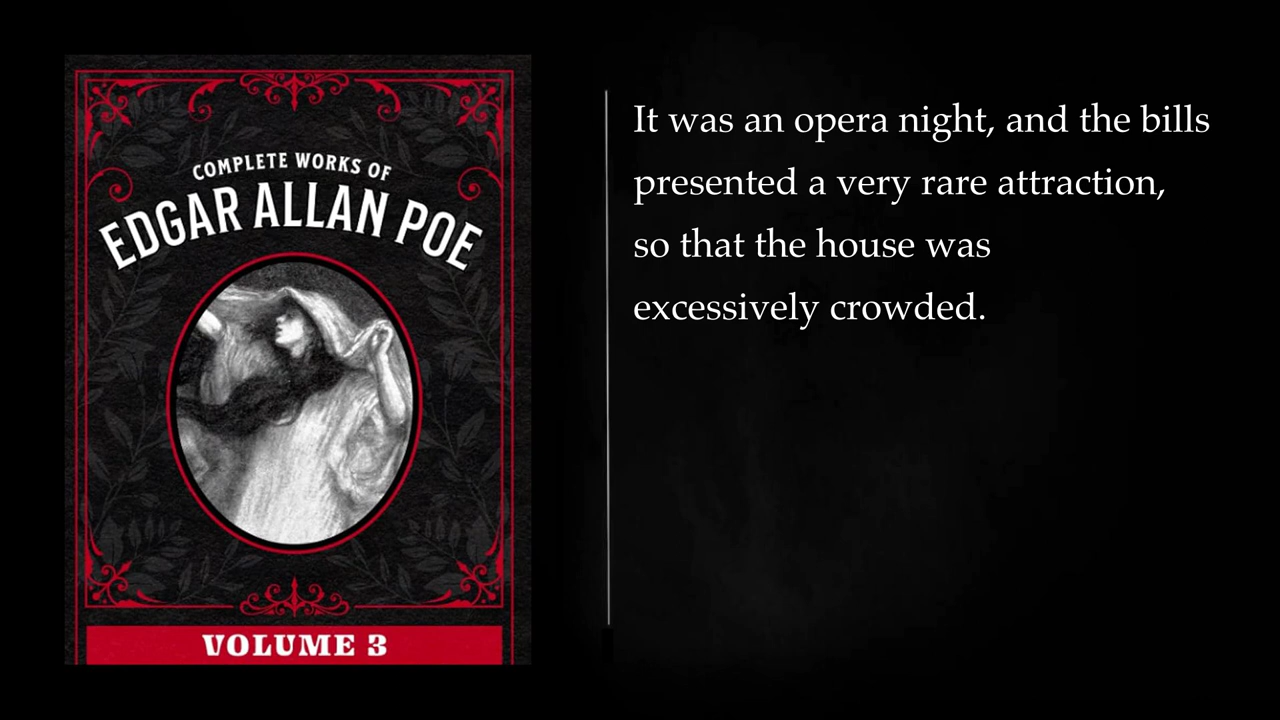 COMPLETE WORKS OF
EDGAR ALLAN POE
VOLUME 3
It was an opera night, and the bills
presented a very rare attraction,
so that the house was
excessively crowded.